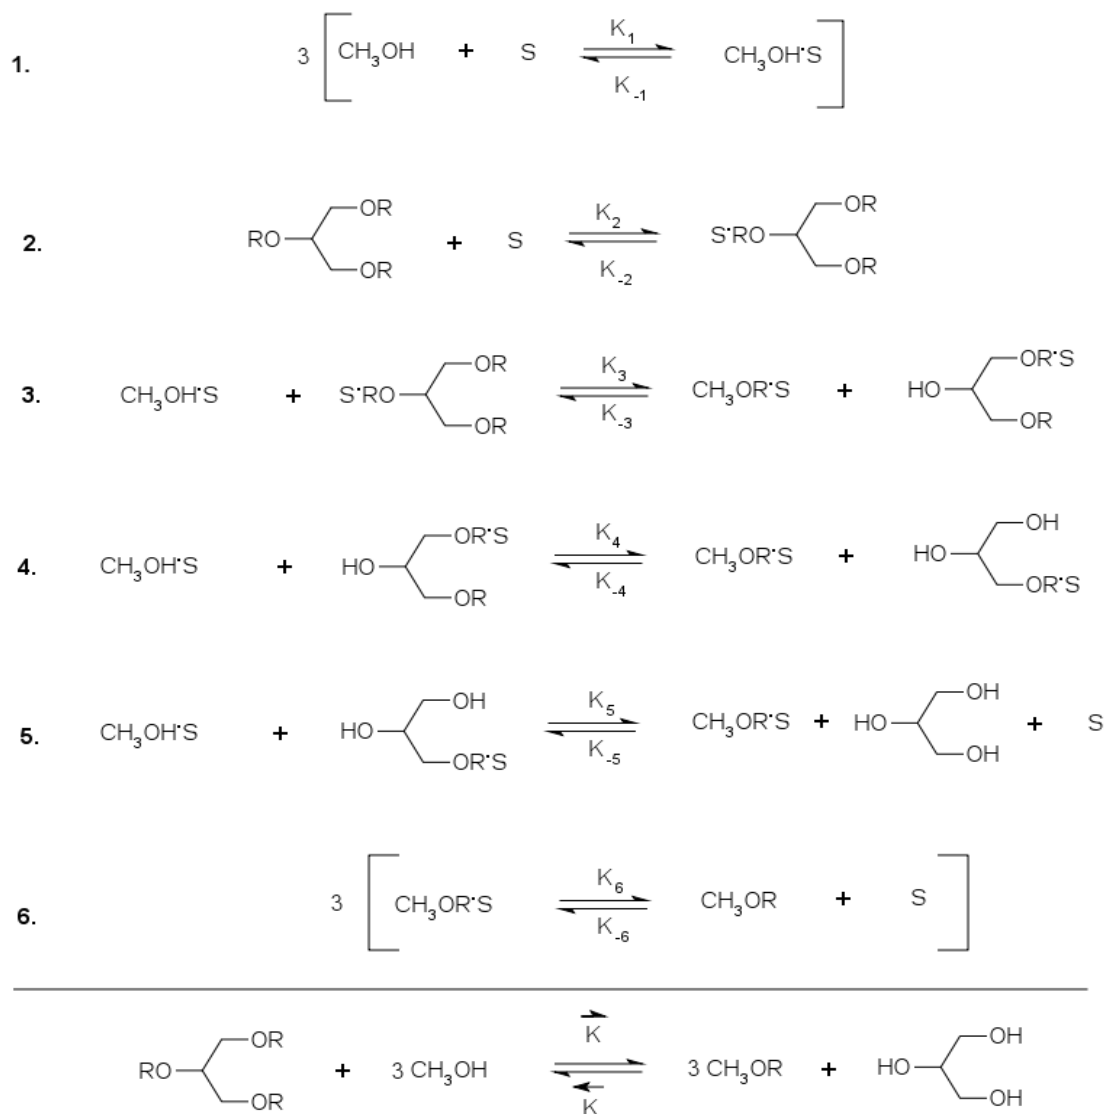 1. 3 [ CH₃OH + S K₁ K₋₁ CH₃OH·S ]
2. RO OR OR + S K₂ K₋₂ S·RO OR OR
3. CH₃OH·S + S·RO OR OR K₃ K₋₃ CH₃OR·S + HO OR·S OR
4. CH₃OH·S + HO OR·S OR K₄ K₋₄ CH₃OR·S + HO OH OR·S
5. CH₃OH·S + HO OH OR·S K₅ K₋₅ CH₃OR·S + HO OH OH + S
6. 3 [ CH₃OR·S K₆ K₋₆ CH₃OR + S ]
RO OR OR + 3 CH₃OH K K 3 CH₃OR + HO OH OH